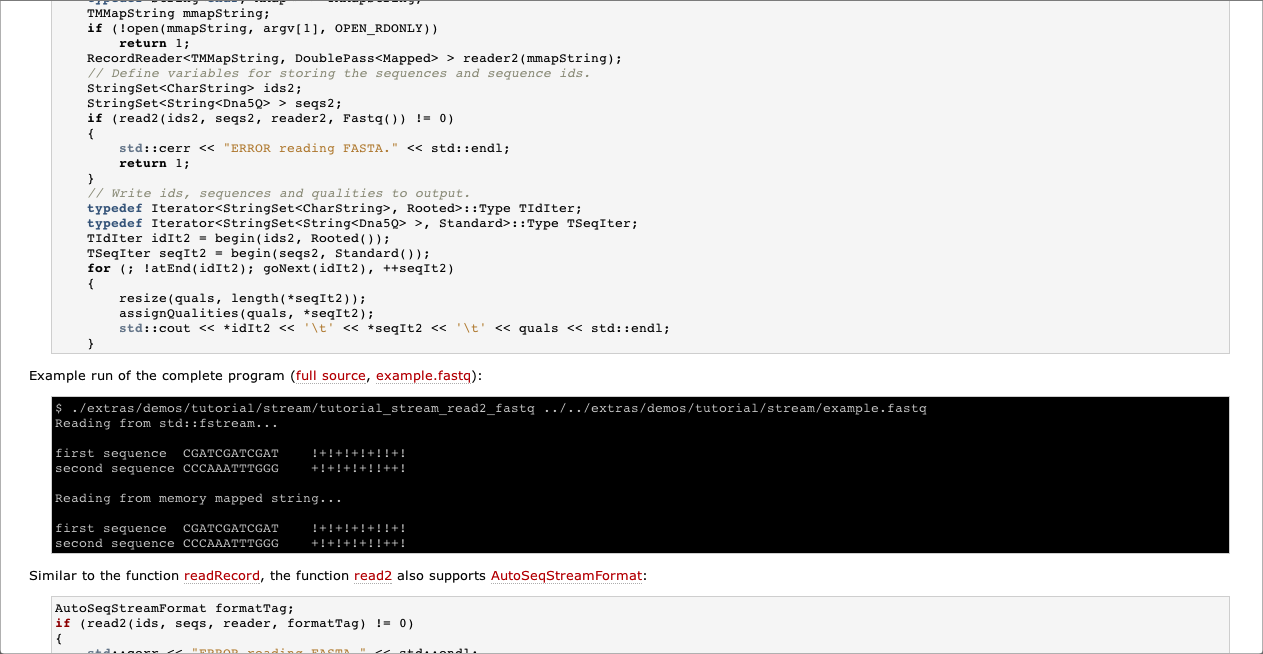 TMMapString mmapString;
if (!open(mmapString, argv[1], OPEN_RDONLY))
return 1;
RecordReader<TMMapString, DoublePass<Mapped> > reader2(mmapString);
// Define variables for storing the sequences and sequence ids.
StringSet<CharString> ids2;
StringSet<String<Dna5Q> > seqs2;
if (read2(ids2, seqs2, reader2, Fastq()) != 0)
{
std::cerr << "ERROR reading FASTA." << std::endl;
return 1;
}
// Write ids, sequences and qualities to output.
typedef Iterator<StringSet<CharString>, Rooted>::Type TIdIter;
typedef Iterator<StringSet<String<Dna5Q> >, Standard>::Type TSeqIter;
TIdIter idIt2 = begin(ids2, Rooted());
TSeqIter seqIt2 = begin(seqs2, Standard());
for (; !atEnd(idIt2); goNext(idIt2), ++seqIt2)
{
resize(quals, length(*seqIt2));
assignQualities(quals, *seqIt2);
std::cout << *idIt2 << '\t' << *seqIt2 << '\t' << quals << std::endl;
}
Example run of the complete program (full source, example.fastq):
$ ./extras/demos/tutorial/stream/tutorial_stream_read2_fastq ../../extras/demos/tutorial/stream/example.fastq
Reading from std::fstream...
first sequence  CGATCGATCGAT    !+!+!+!+!!+!
second sequence CCCAAATTTGGG    +!+!+!+!!++!
Reading from memory mapped string...
first sequence  CGATCGATCGAT    !+!+!+!+!!+!
second sequence CCCAAATTTGGG    +!+!+!+!!++!
Similar to the function readRecord, the function read2 also supports AutoSeqStreamFormat:
AutoSeqStreamFormat formatTag;
if (read2(ids, seqs, reader, formatTag) != 0)
{
std::cerr << "ERROR reading FASTA." << std::endl;